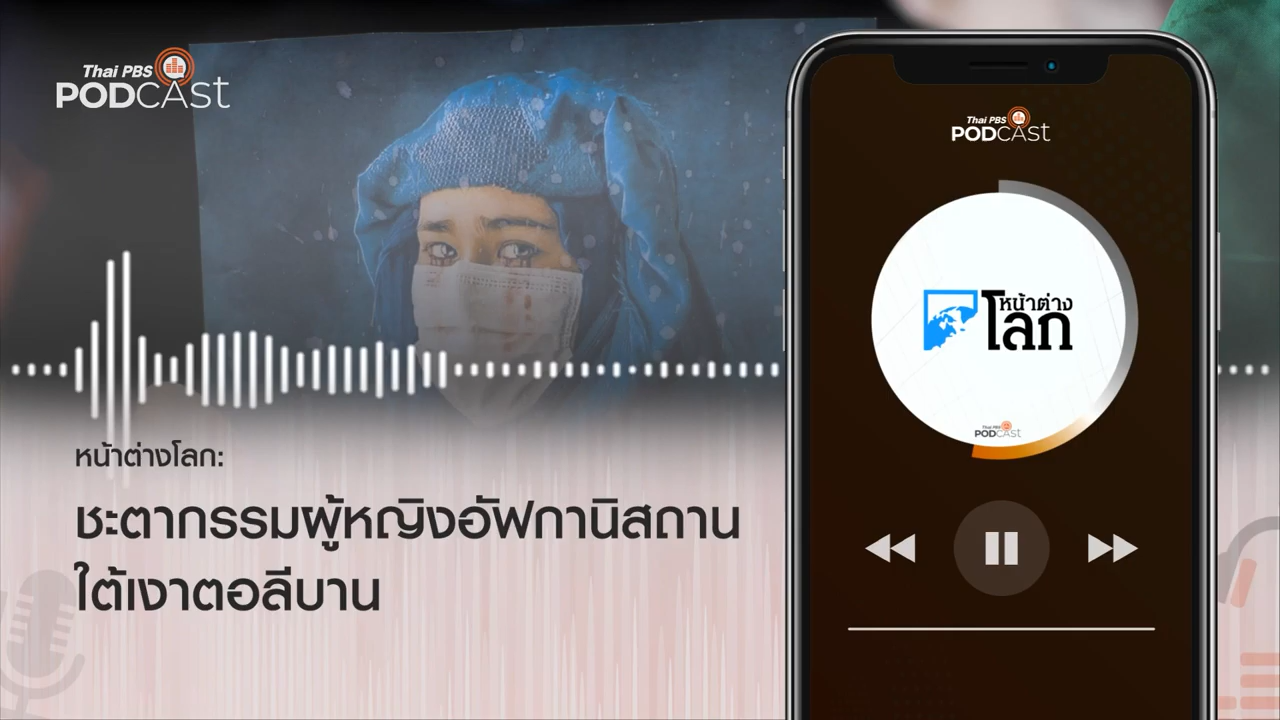 Thai PBS
PODCAST
หน้าต่างโลก:
ชะตากรรมผู้หญิงอัฟกานิสถาน
ใต้เงาตอลีบาน
Thai PBS
PODCAST
หน้าต่าง
โลก
Thai PBS
PODCAST